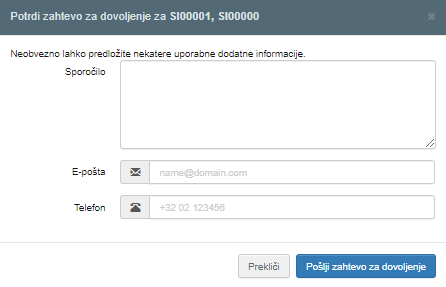 Potrdi zahtevo za dovoljenje za SI00001, SI00000 ×
Neobvezno lahko predložite nekatere uporabne dodatne informacije.
Sporočilo
E-pošta name@domain.com
Telefon +32 02 123456
Prekliči Pošlji zahtevo za dovoljenje